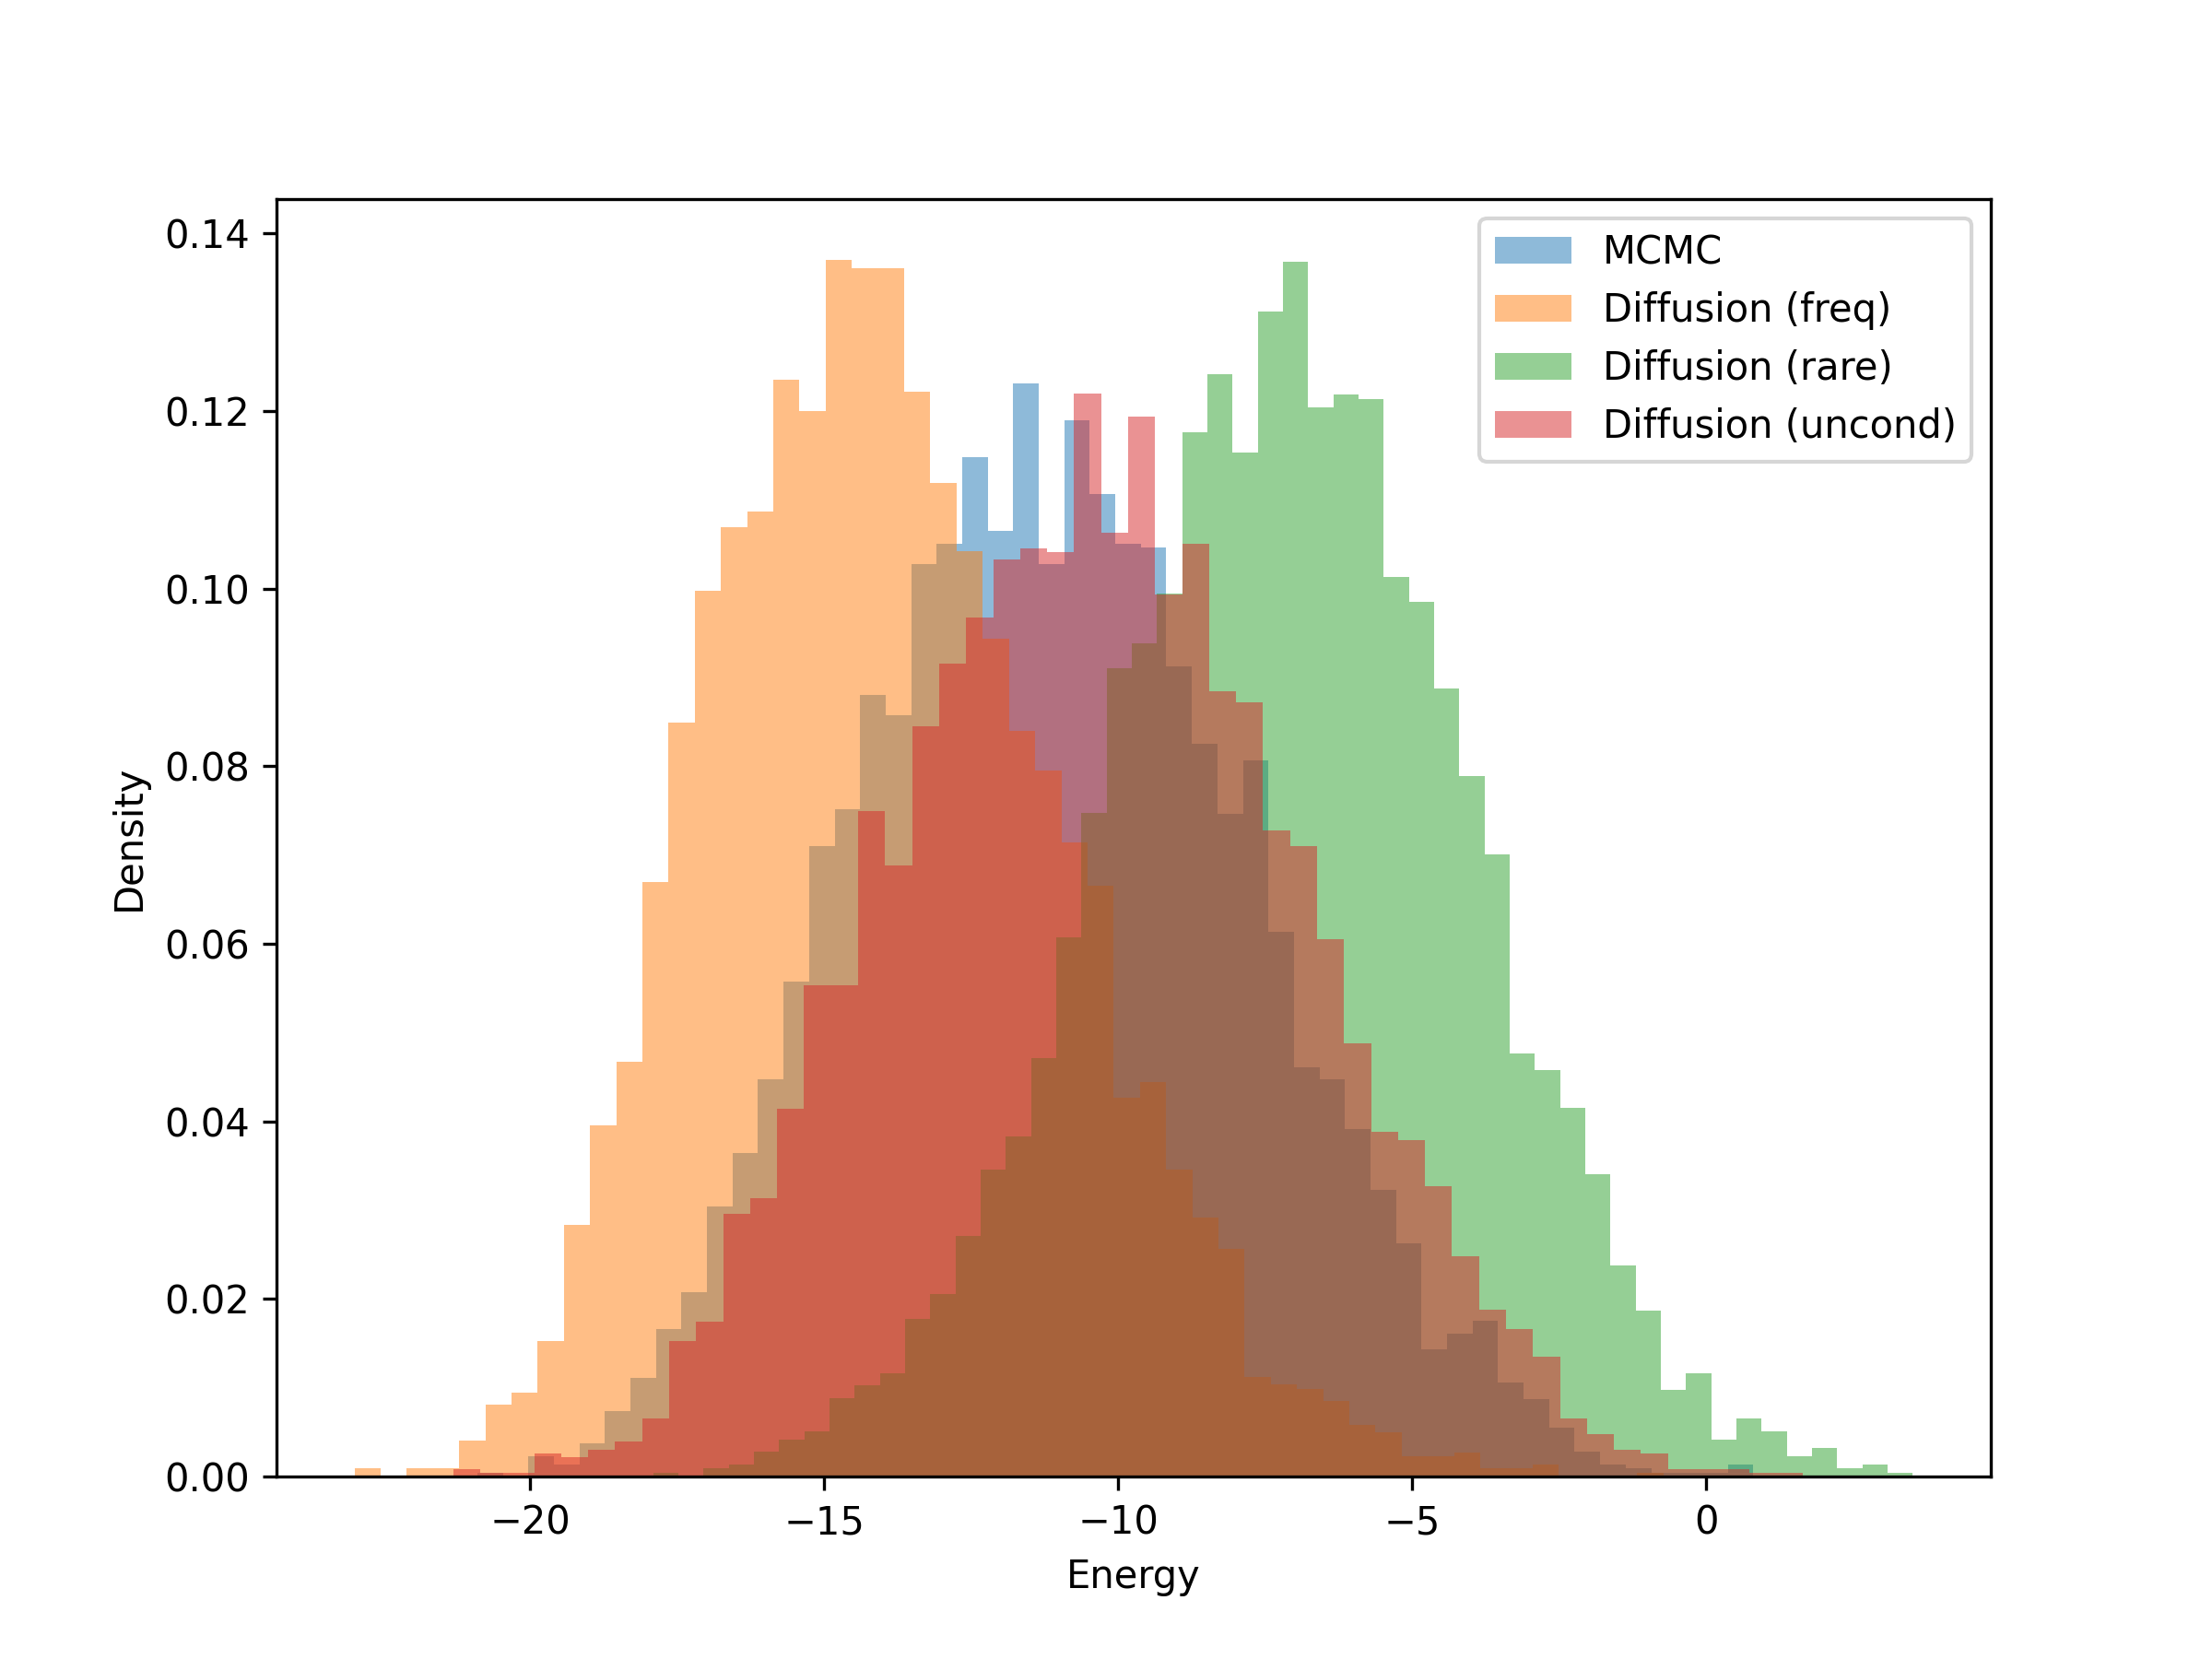 MCMC
Diffusion (freq)
Diffusion (rare)
Diffusion (uncond)
0.14
0.12
0.10
0.08
0.06
0.04
0.02
0.00
Density
−20 −15 −10 −5 0
Energy